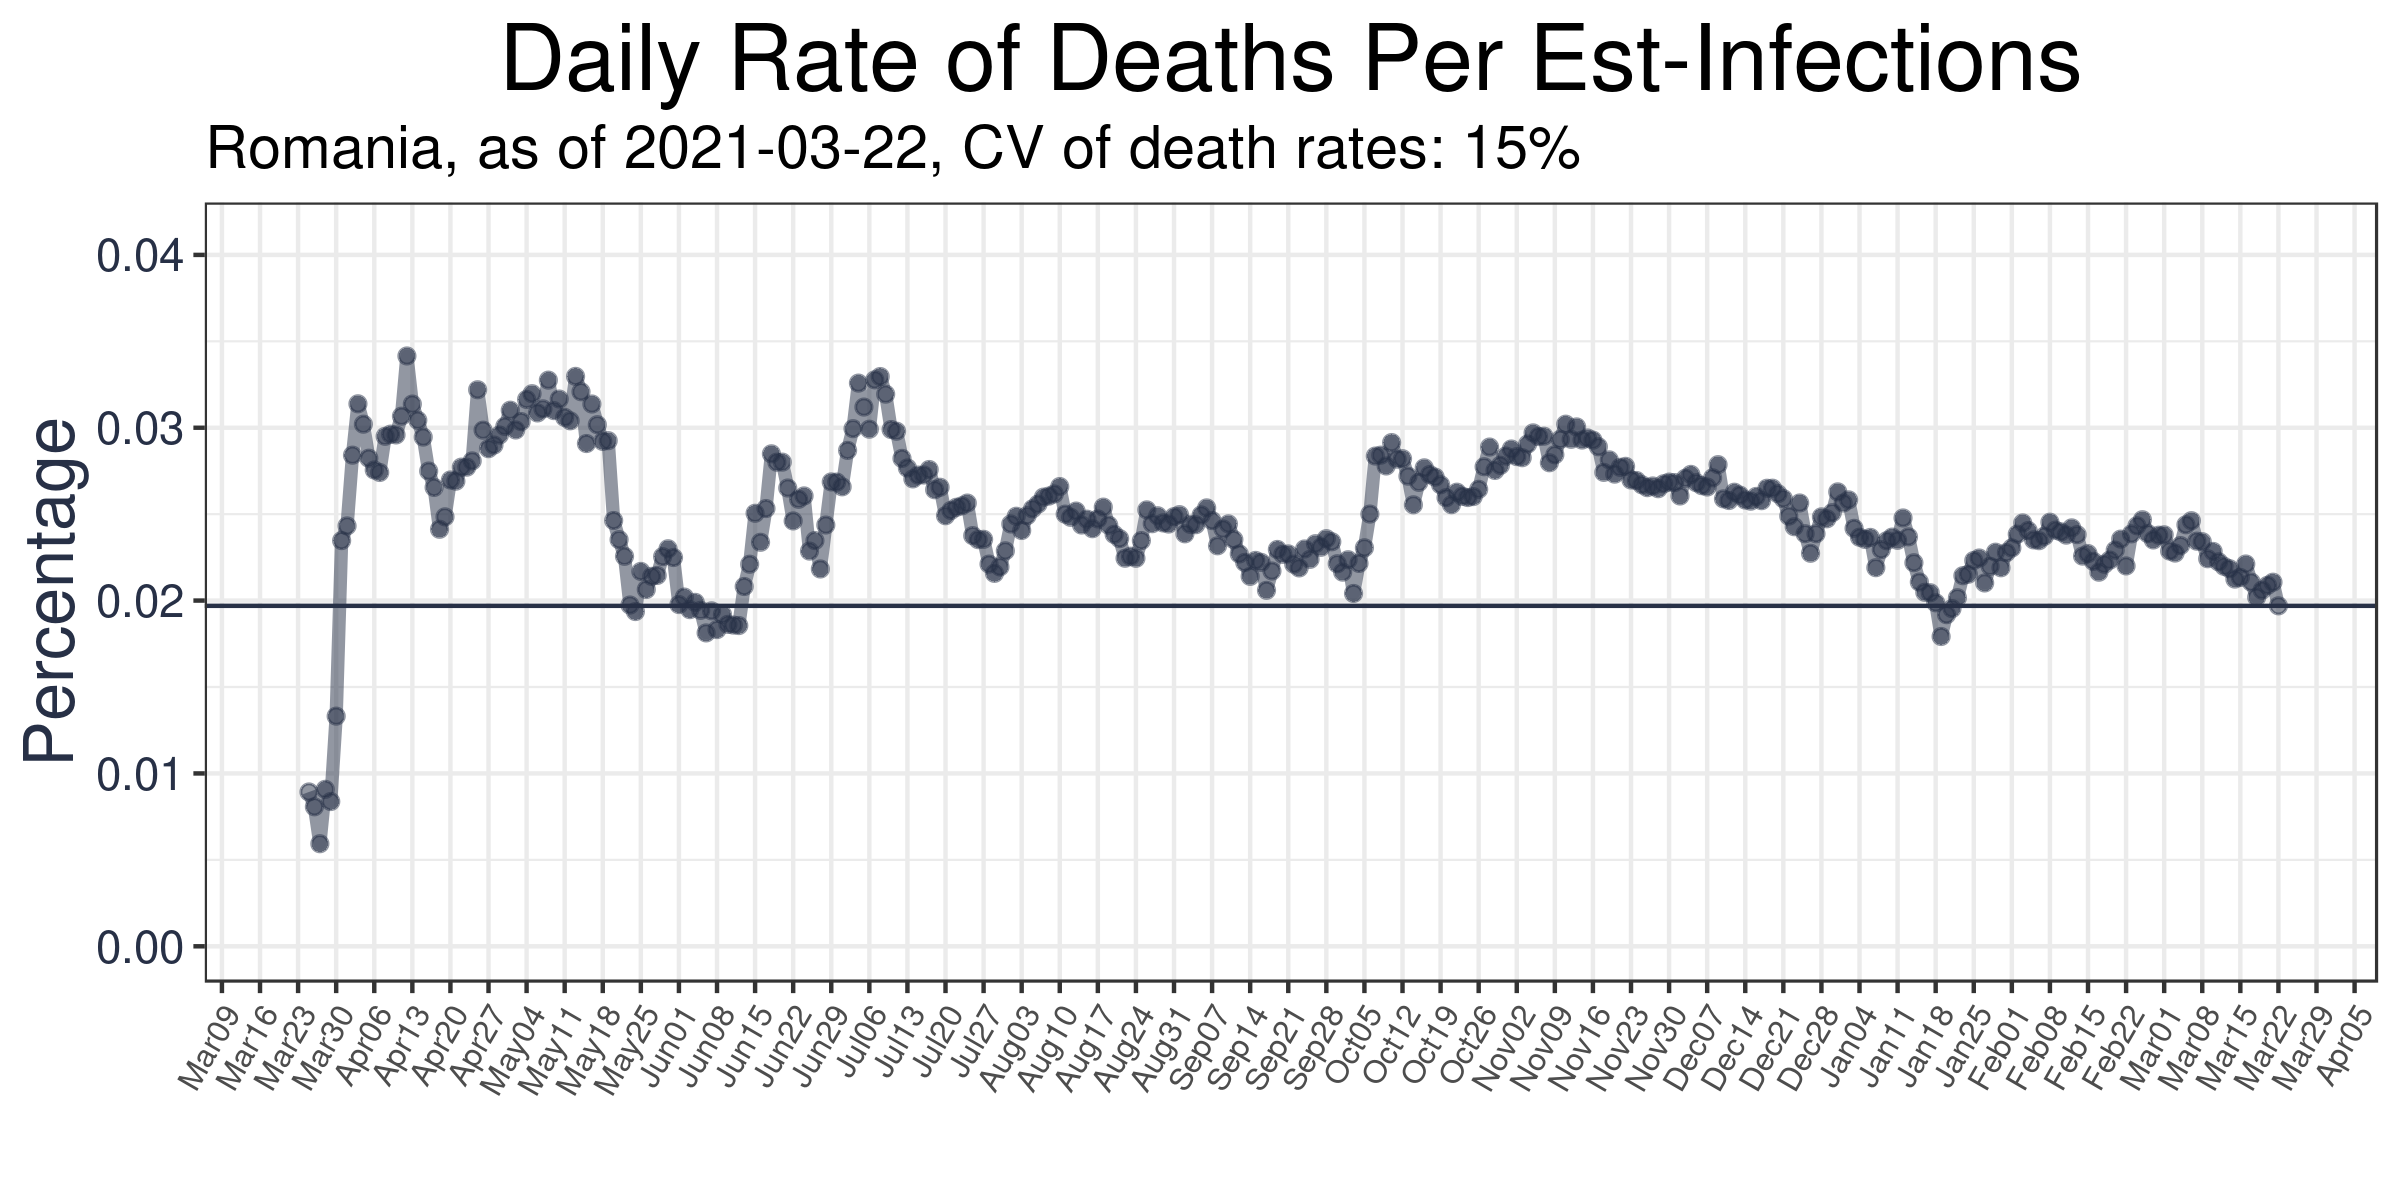 Daily Rate of Deaths Per Est-Infections
Romania, as of 2021-03-22, CV of death rates: 15%
Percentage
0.04
0.03
0.02
0.01
0.00
Mar09
Mar16
Mar23
Mar30
Apr06
Apr13
Apr20
Apr27
May04
May11
May18
May25
Jun01
Jun08
Jun15
Jun22
Jun29
Jul06
Jul13
Jul20
Jul27
Aug03
Aug10
Aug17
Aug24
Aug31
Sep07
Sep14
Sep21
Sep28
Oct05
Oct12
Oct19
Oct26
Nov02
Nov09
Nov16
Nov23
Nov30
Dec07
Dec14
Dec21
Dec28
Jan04
Jan11
Jan18
Jan25
Feb01
Feb08
Feb15
Feb22
Mar01
Mar08
Mar15
Mar22
Mar29
Apr05